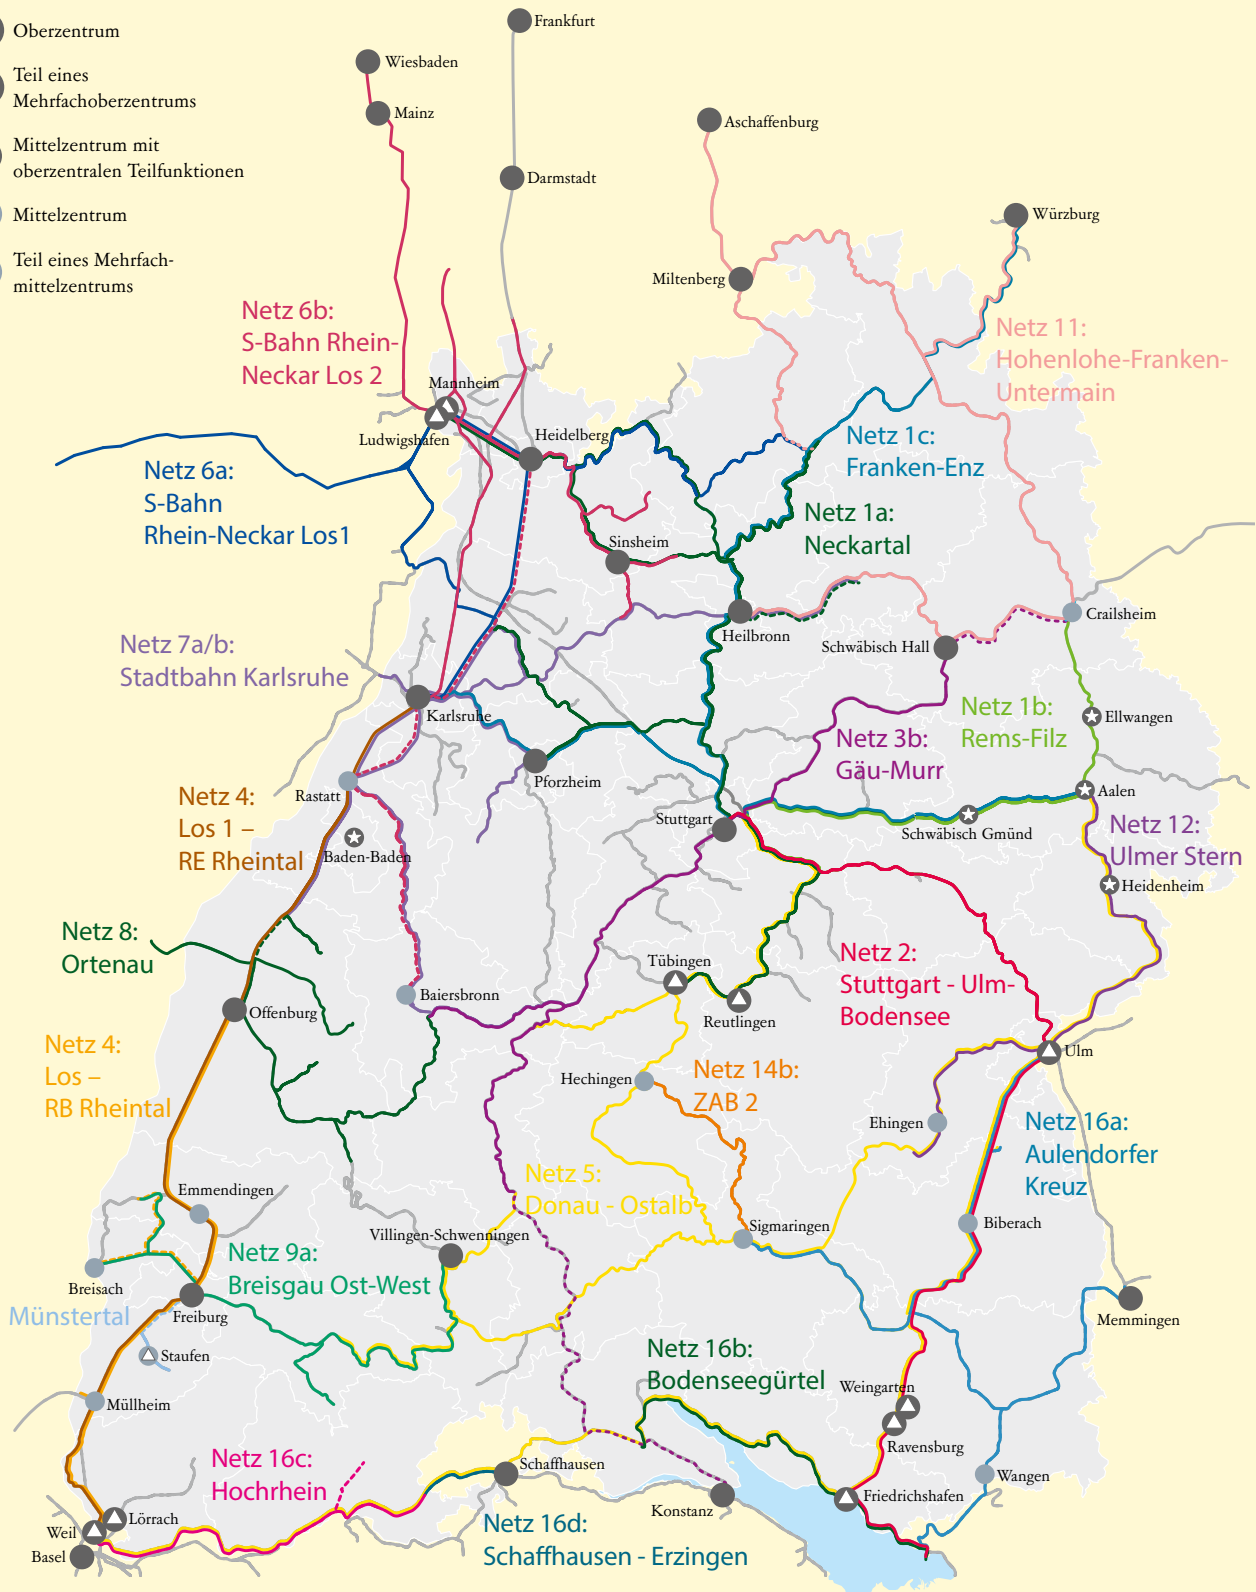 Oberzentrum
Teil eines
Mehrfachoberzentrums
Mittelzentrum mit
oberzentralen Teilfunktionen
Mittelzentrum
Teil eines Mehrfach-
mittelzentrums
Frankfurt
Wiesbaden
Mainz
Aschaffenburg
Darmstadt
Würzburg
Miltenberg
Netz 6b:
S-Bahn Rhein-
Neckar Los 2
Netz 11:
Hohenlohe-Franken-
Untermain
Mannheim
Ludwigshafen
Heidelberg
Netz 1c:
Franken-Enz
Netz 6a:
S-Bahn
Rhein-Neckar Los1
Netz 1a:
Neckartal
Sinsheim
Crailsheim
Heilbronn
Schwäbisch Hall
Netz 7a/b:
Stadtbahn Karlsruhe
Karlsruhe
Netz 1b:
Rems-Filz
Ellwangen
Netz 3b:
Gäu-Murr
Pforzheim
Rastatt
Aalen
Netz 4:
Los 1 –
RE Rheintal
Stuttgart
Schwäbisch Gmünd
Netz 12:
Ulmer Stern
Baden-Baden
Heidenheim
Netz 8:
Ortenau
Netz 2:
Stuttgart - Ulm-
Bodensee
Tübingen
Baiersbronn
Offenburg
Reutlingen
Netz 4:
Los –
RB Rheintal
Ulm
Hechingen
Netz 14b:
ZAB 2
Ehingen
Netz 16a:
Aulendorfer
Kreuz
Netz 5:
Donau - Ostalb
Emmendingen
Villingen-Schwenningen
Sigmaringen
Biberach
Netz 9a:
Breisgau Ost-West
Breisach
Münstertal
Freiburg
Memmingen
Staufen
Netz 16b:
Bodenseegürtel
Weingarten
Müllheim
Ravensburg
Netz 16c:
Hochrhein
Schaffhausen
Wangen
Friedrichshafen
Konstanz
Lörrach
Weil
Basel
Netz 16d:
Schaffhausen - Erzingen